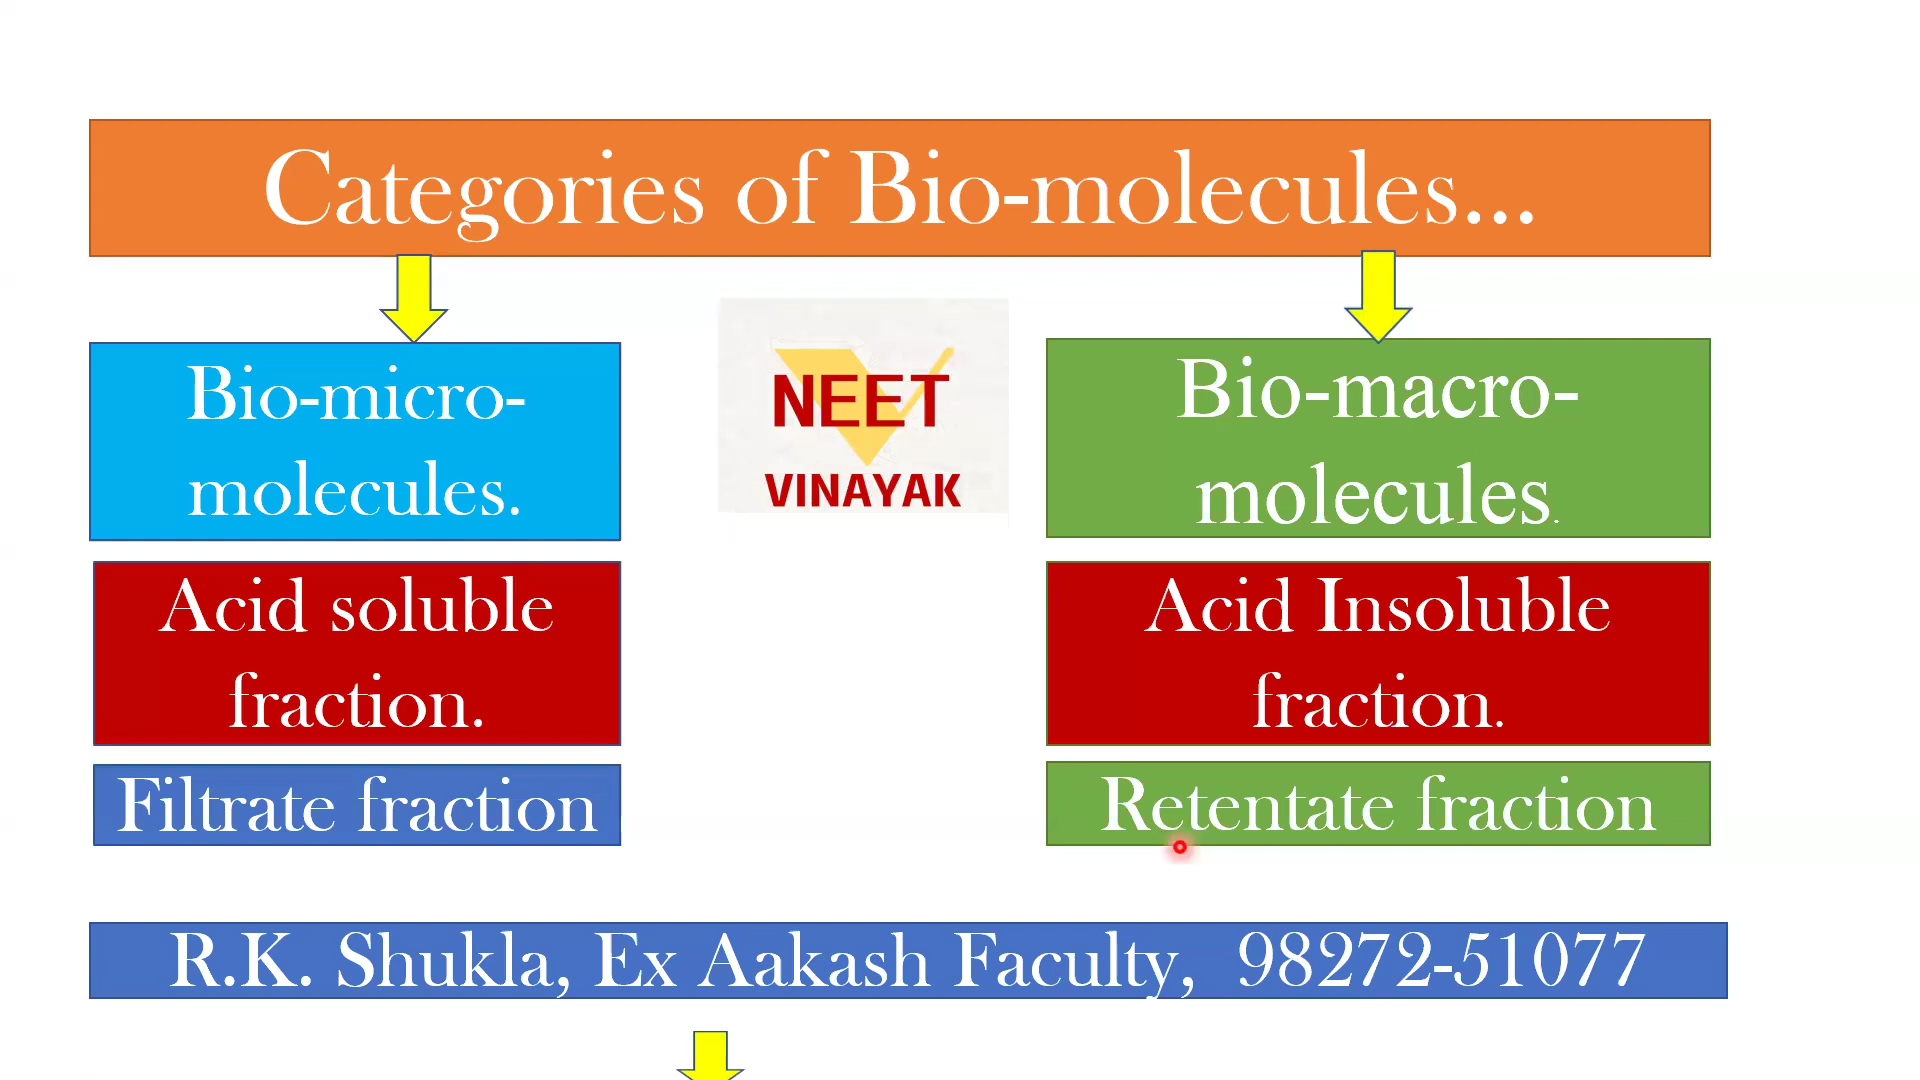 Categories of Bio-molecules...
Bio-micro-
molecules.
NEET
VINAYAK
Bio-macro-
molecules.
Acid soluble
fraction.
Acid Insoluble
fraction.
Filtrate fraction
Retentate fraction
R.K. Shukla, Ex Aakash Faculty, 98272-51077